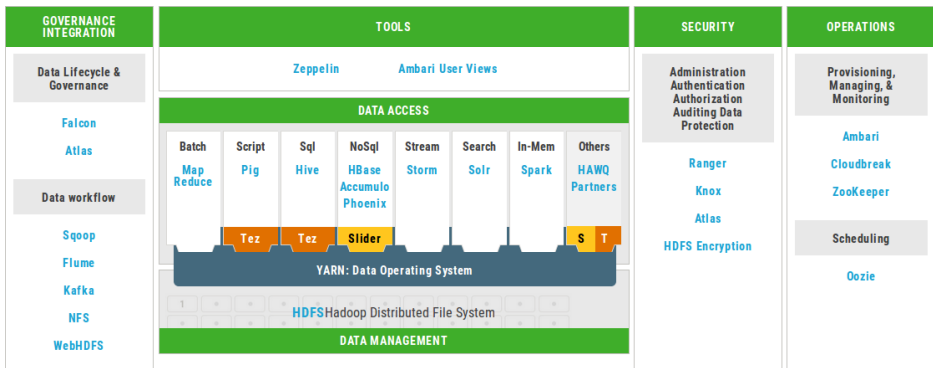 GOVERNANCE
INTEGRATION
Data Lifecycle &
Governance
Falcon
Atlas
Data workflow
Sqoop
Flume
Kafka
NFS
WebHDFS
TOOLS
Zeppelin
Ambari User Views
DATA ACCESS
Batch
Map
Reduce
Script
Pig
Tez
Sql
Hive
Tez
NoSql
HBase
Accumulo
Phoenix
Slider
Stream
Storm
Search
Solr
In-Mem
Spark
Others
HAWQ
Partners
S T
YARN: Data Operating System
1
HDFS Hadoop Distributed File System
DATA MANAGEMENT
SECURITY
Administration
Authentication
Authorization
Auditing Data
Protection
Ranger
Knox
Atlas
HDFS Encryption
OPERATIONS
Provisioning,
Managing, &
Monitoring
Ambari
Cloudbreak
ZooKeeper
Scheduling
Oozie